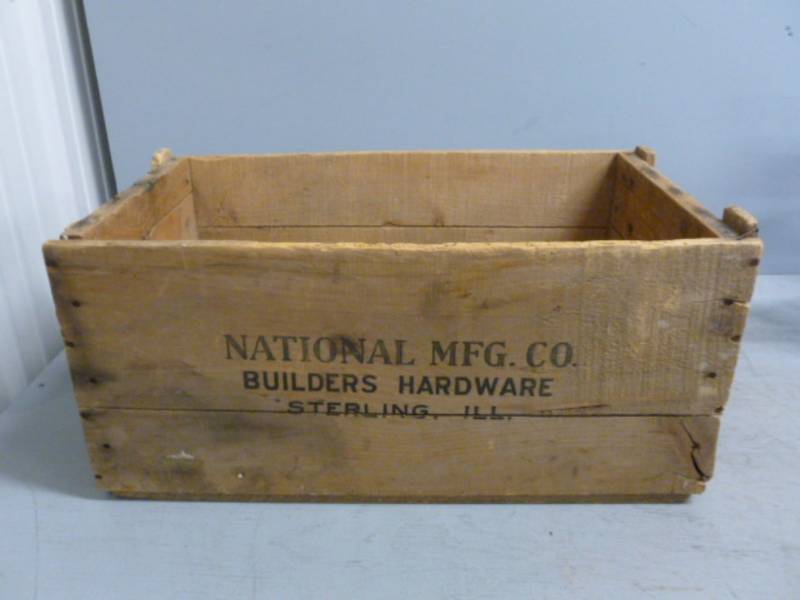 NATIONAL MFG. CO.
BUILDERS HARDWARE
STERLING, ILL.